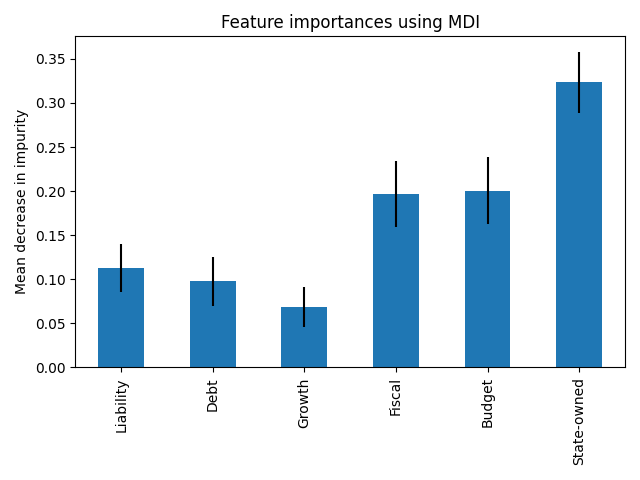 Feature importances using MDI
Mean decrease in impurity
0.35
0.30
0.25
0.20
0.15
0.10
0.05
0.00
Liability
Debt
Growth
Fiscal
Budget
State-owned